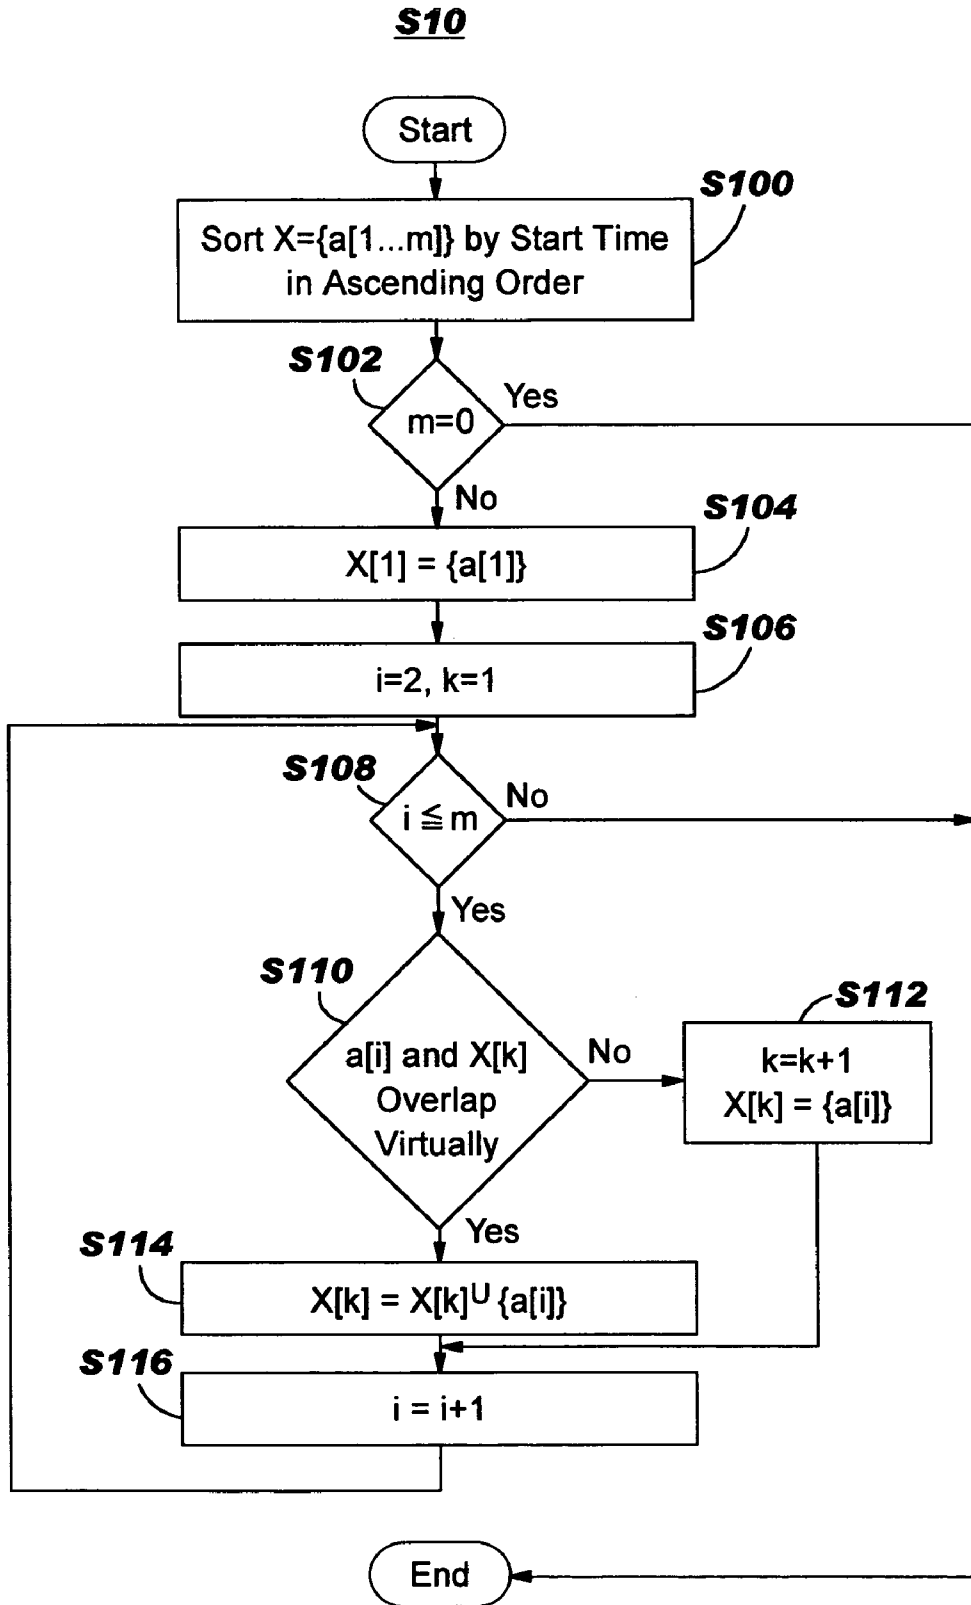 S10
Start
S100
Sort X={a[1...m]} by Start Time
in Ascending Order
S102
m=0
Yes
No
S104
X[1] = {a[1]}
S106
i=2, k=1
S108
i ≦ m
No
Yes
S110
a[i] and X[k]
Overlap
Virtually
No
S112
k=k+1
X[k] = {a[i]}
Yes
S114
X[k] = X[k]∪{a[i]}
S116
i = i+1
End